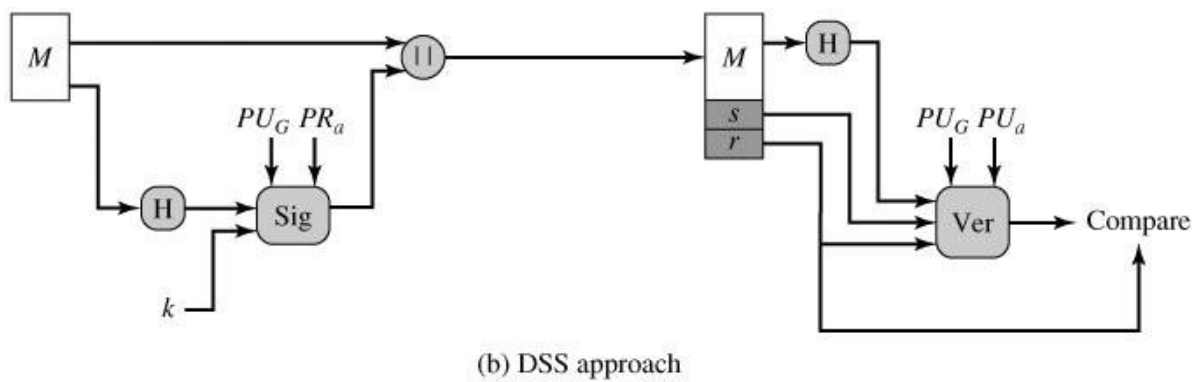 M
| |
M
H
s
r
PU_G PR_a
PU_G PU_a
H
Sig
Ver
Compare
k
(b) DSS approach